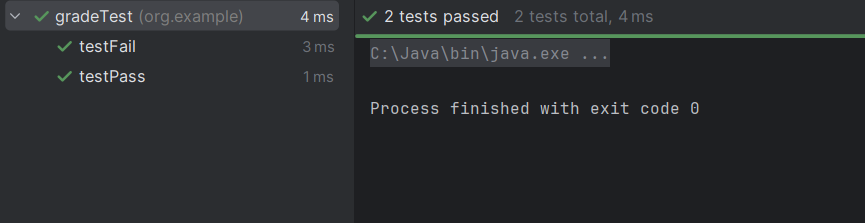 gradeTest (org.example) 4 ms
testFail 3 ms
testPass 1 ms
2 tests passed 2 tests total, 4 ms
C:\Java\bin\java.exe ...
Process finished with exit code 0